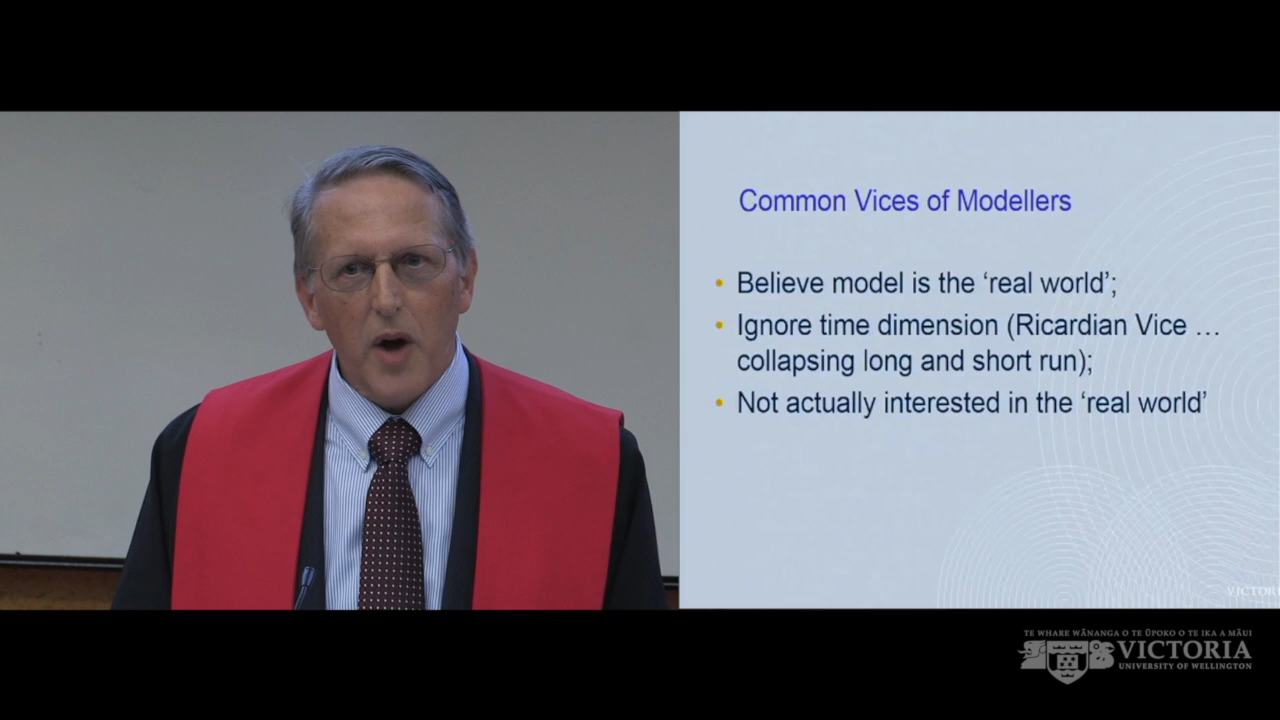 Common Vices of Modellers
• Believe model is the ‘real world’;
• Ignore time dimension (Ricardian Vice …
collapsing long and short run);
• Not actually interested in the ‘real world’
VICTORI
TE WHARE WĀNANGA O TE ŪPOKO O TE IKA A MĀUI
VICTORIA
UNIVERSITY OF WELLINGTON